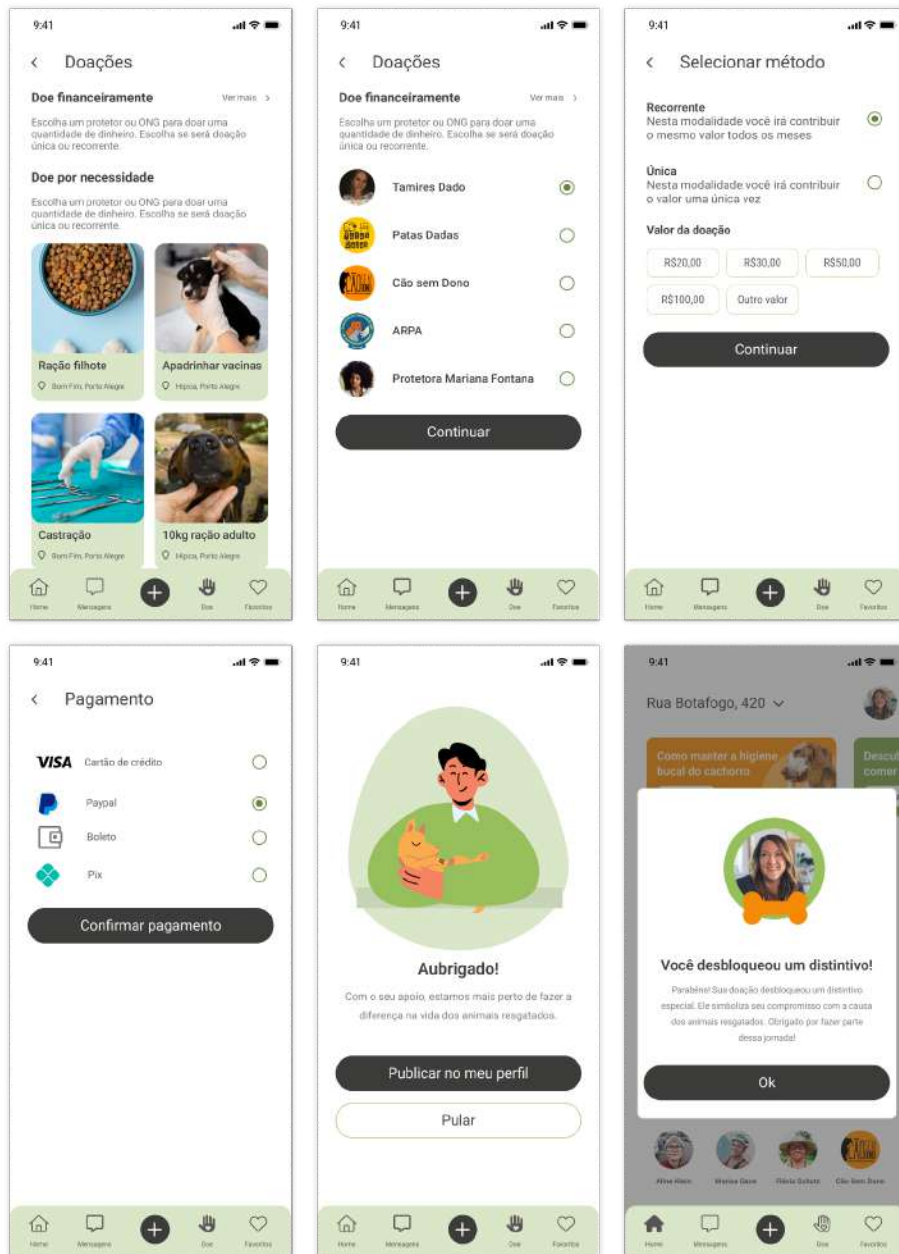 9:41
Doações
Doe financeiramente
Ver mais
Escolha um protetor ou ONG para doar uma
quantidade de dinheiro. Escolha se será doação
única ou recorrente.
Doe por necessidade
Escolha um protetor ou ONG para doar uma
quantidade de dinheiro. Escolha se será doação
única ou recorrente.
Ração filhote
Bom Fim, Porto Alegre
Apadrinhar vacinas
Hípica, Porto Alegre
Castração
Bom Fim, Porto Alegre
10kg ração adulto
Hípica, Porto Alegre
Home
Mensagens
Doe
Favoritos
9:41
Doações
Doe financeiramente
Ver mais
Escolha um protetor ou ONG para doar uma
quantidade de dinheiro. Escolha se será doação
única ou recorrente.
Tamires Dado
Patas Dadas
Cão sem Dono
ARPA
Protetora Mariana Fontana
Continuar
Home
Mensagens
Doe
Favoritos
9:41
Selecionar método
Recorrente
Nesta modalidade você irá contribuir
o mesmo valor todos os meses
Única
Nesta modalidade você irá contribuir
o valor uma única vez
Valor da doação
R$20,00
R$30,00
R$50,00
R$100,00
Outro valor
Continuar
Home
Mensagens
Doe
Favoritos
9:41
Pagamento
VISA
Cartão de crédito
Paypal
Boleto
Pix
Confirmar pagamento
Home
Mensagens
Doe
Favoritos
9:41
Aubrigado!
Com o seu apoio, estamos mais perto de fazer a
diferença na vida dos animais resgatados.
Publicar no meu perfil
Pular
Home
Mensagens
Doe
Favoritos
9:41
Rua Botafogo, 420
Como manter a higiene
bucal do cachorro
Descul
comer
Você desbloqueou um distintivo!
Parabéns! Sua doação desbloqueou um distintivo
especial. Ele simboliza seu compromisso com a causa
dos animais resgatados. Obrigado por fazer parte
dessa jornada!
Ok
Aline Klein
Cão Sem Dono
Home
Mensagens
Doe
Favoritos